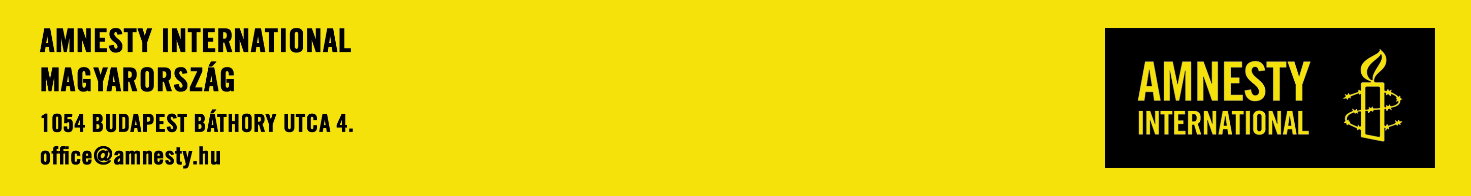 AMNESTY INTERNATIONAL
MAGYARORSZÁG
1054 BUDAPEST BÁTHORY UTCA 4.
office@amnesty.hu
AMNESTY
INTERNATIONAL